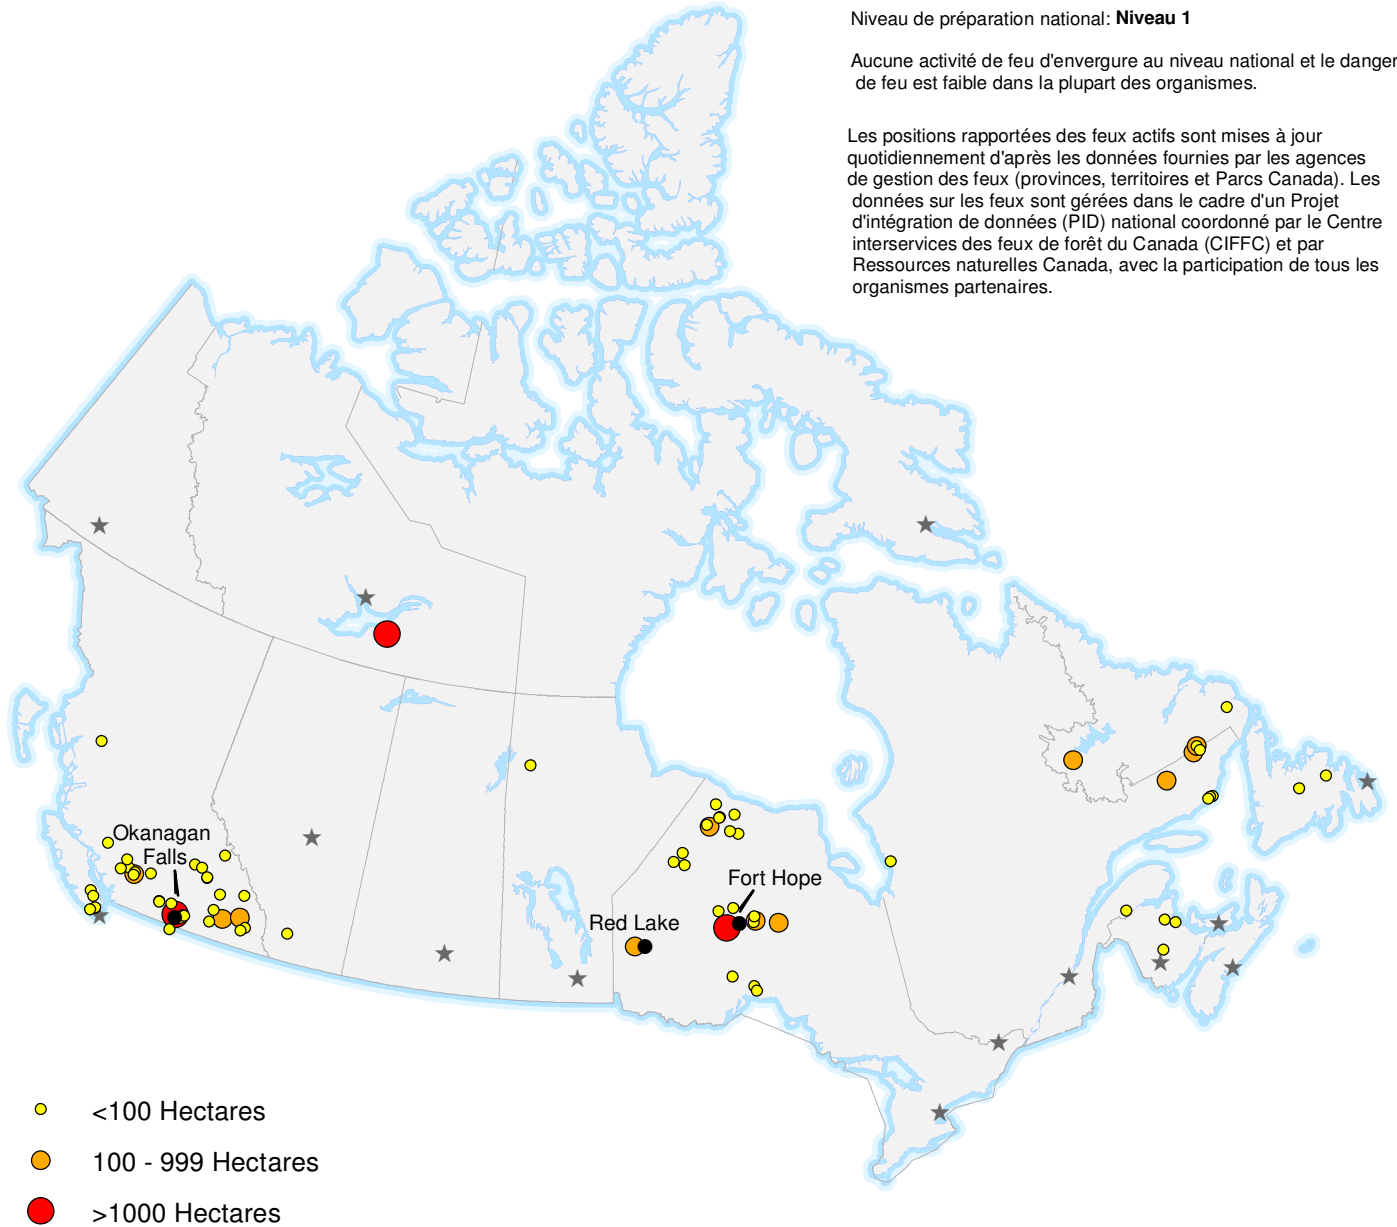 Niveau de préparation national: Niveau 1
Aucune activité de feu d'envergure au niveau national et le danger
de feu est faible dans la plupart des organismes.
Les positions rapportées des feux actifs sont mises à jour
quotidiennement d'après les données fournies par les agences
de gestion des feux (provinces, territoires et Parcs Canada). Les
données sur les feux sont gérées dans le cadre d'un Projet
d'intégration de données (PID) national coordonné par le Centre
interservices des feux de forêt du Canada (CIFFC) et par
Ressources naturelles Canada, avec la participation de tous les
organismes partenaires.
Okanagan
Falls
Fort Hope
Red Lake
<100 Hectares
100 - 999 Hectares
>1000 Hectares